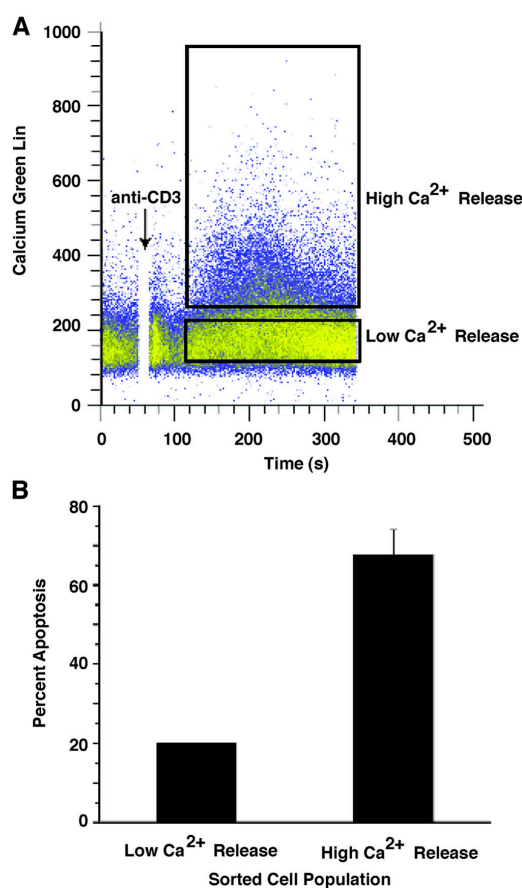 A
Calcium Green Lin
1000
800
600
400
200
0
anti-CD3
High Ca2+ Release
Low Ca2+ Release
0 100 200 300 400 500
Time (s)
B
Percent Apoptosis
80
60
40
20
0
Low Ca2+ Release High Ca2+ Release
Sorted Cell Population